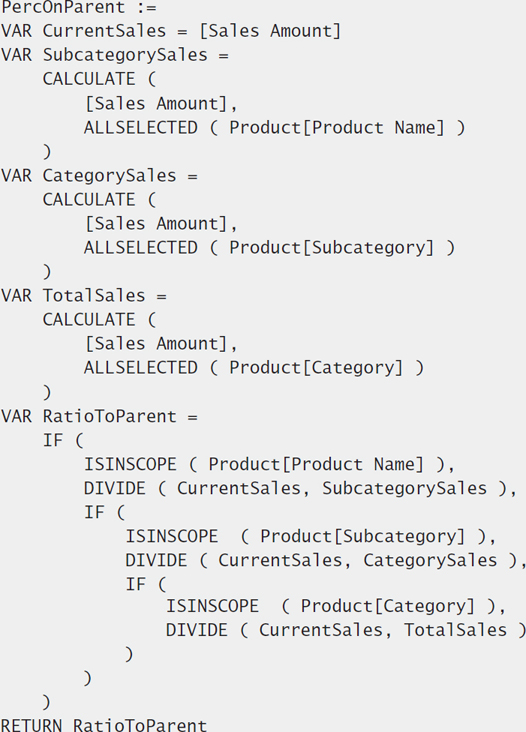 PercOnParent :=
VAR CurrentSales = [Sales Amount]
VAR SubcategorySales =
    CALCULATE (
        [Sales Amount],
        ALLSELECTED ( Product[Product Name] )
    )
VAR CategorySales =
    CALCULATE (
        [Sales Amount],
        ALLSELECTED ( Product[Subcategory] )
    )
VAR TotalSales =
    CALCULATE (
        [Sales Amount],
        ALLSELECTED ( Product[Category] )
    )
VAR RatioToParent =
    IF (
        ISINSCOPE ( Product[Product Name] ),
        DIVIDE ( CurrentSales, SubcategorySales ),
        IF (
            ISINSCOPE  ( Product[Subcategory] ),
            DIVIDE ( CurrentSales, CategorySales ),
            IF (
                ISINSCOPE  ( Product[Category] ),
                DIVIDE ( CurrentSales, TotalSales )
            )
        )
    )
RETURN RatioToParent